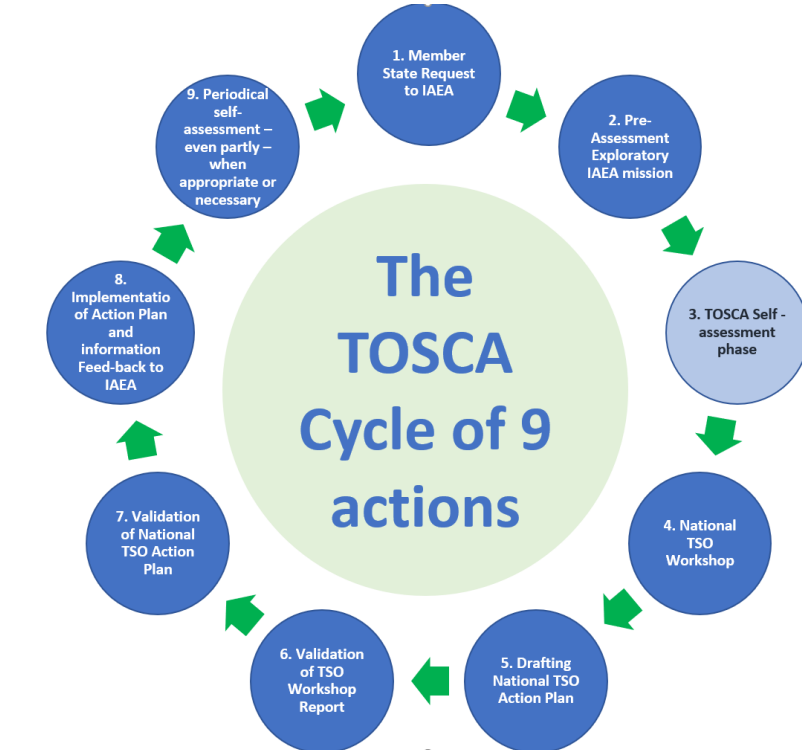 The
TOSCA
Cycle of 9
actions
1. Member
State Request
to IAEA
2. Pre-
Assessment
Exploratory
IAEA mission
3. TOSCA Self -
assessment
phase
4. National
TSO
Workshop
5. Drafting
National TSO
Action Plan
6. Validation
of TSO
Workshop
Report
7. Validation
of National
TSO Action
Plan
8.
Implementatio
of Action Plan
and
information
Feed-back to
IAEA
9. Periodical
self-
assessment –
even partly –
when
appropriate or
necessary